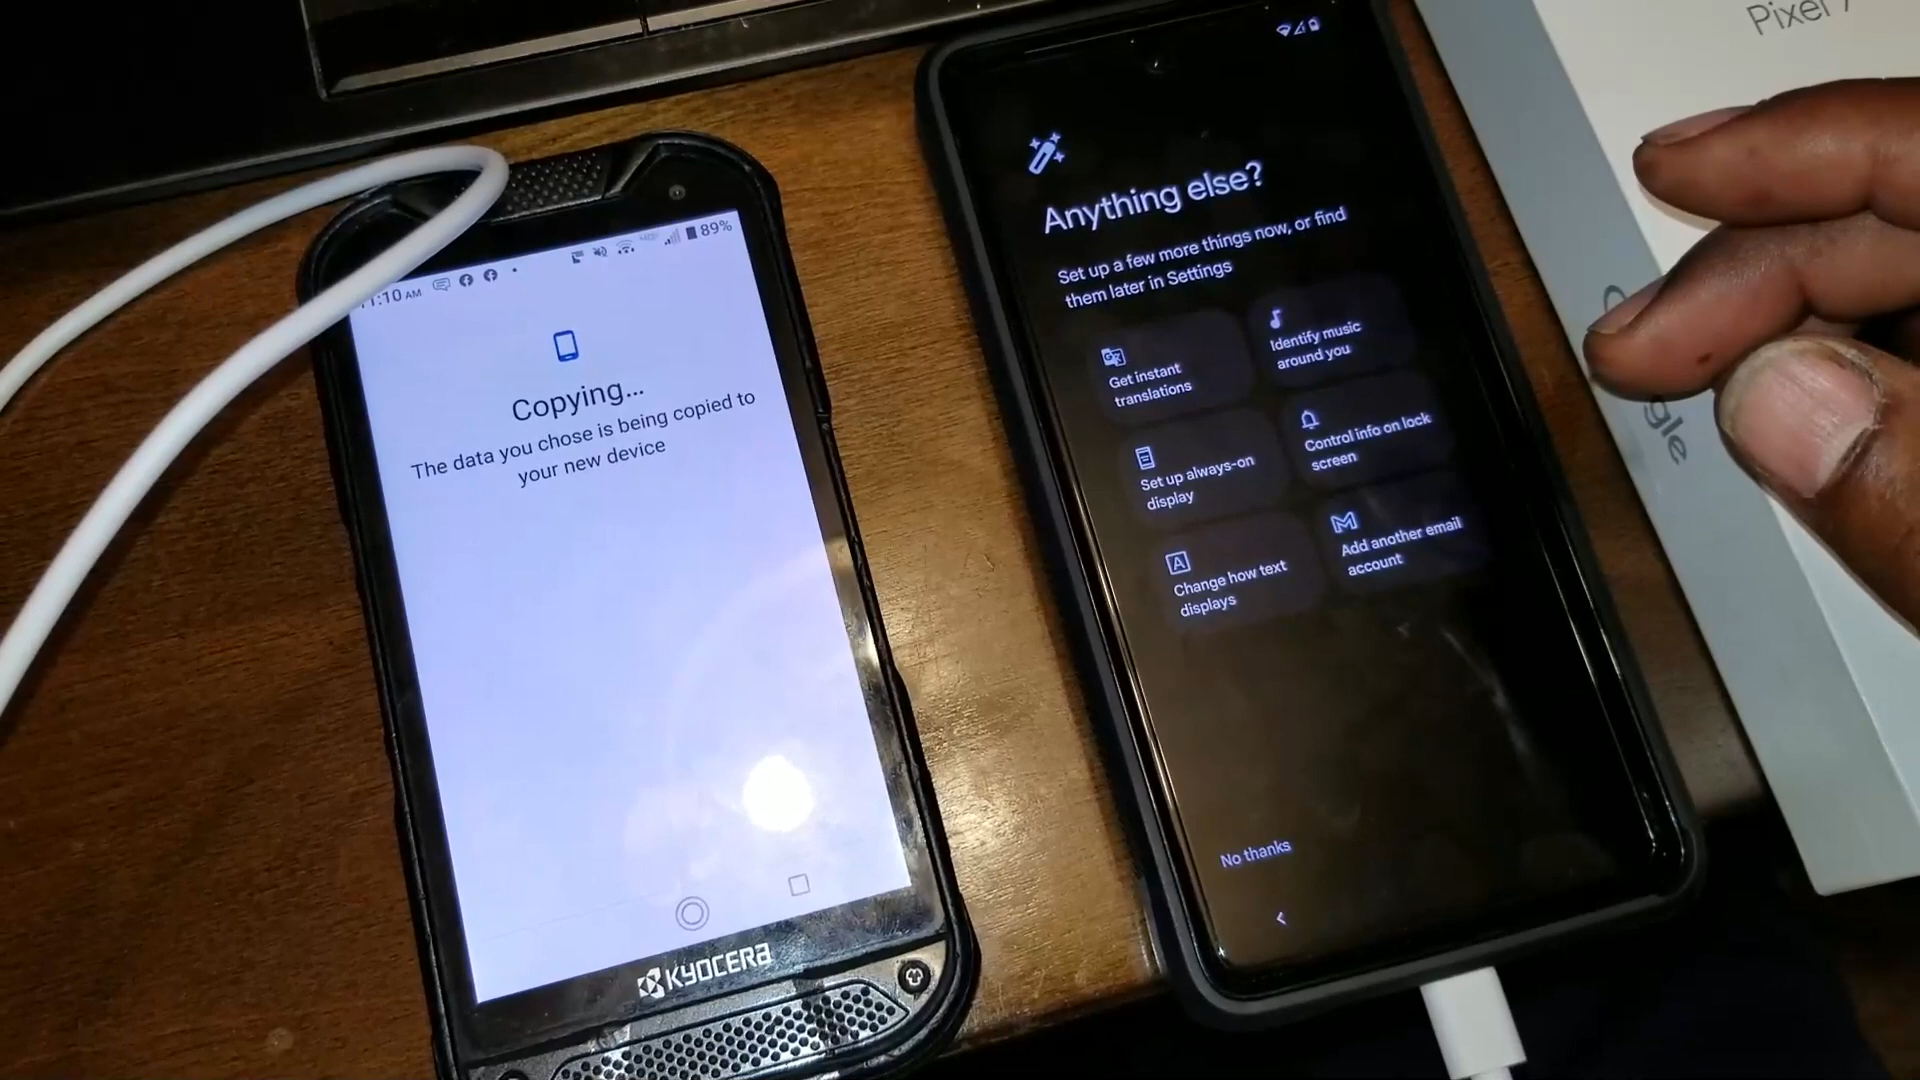 11:10 AM
89%
Copying...
The data you chose is being copied to
your new device
KYOCERA
Anything else?
Set up a few more things now, or find
them later in Settings
Get instant
translations
Identify music
around you
Set up always-on
display
Control info on lock
screen
Change how text
displays
Add another email
account
No thanks
Pixel 7
gle